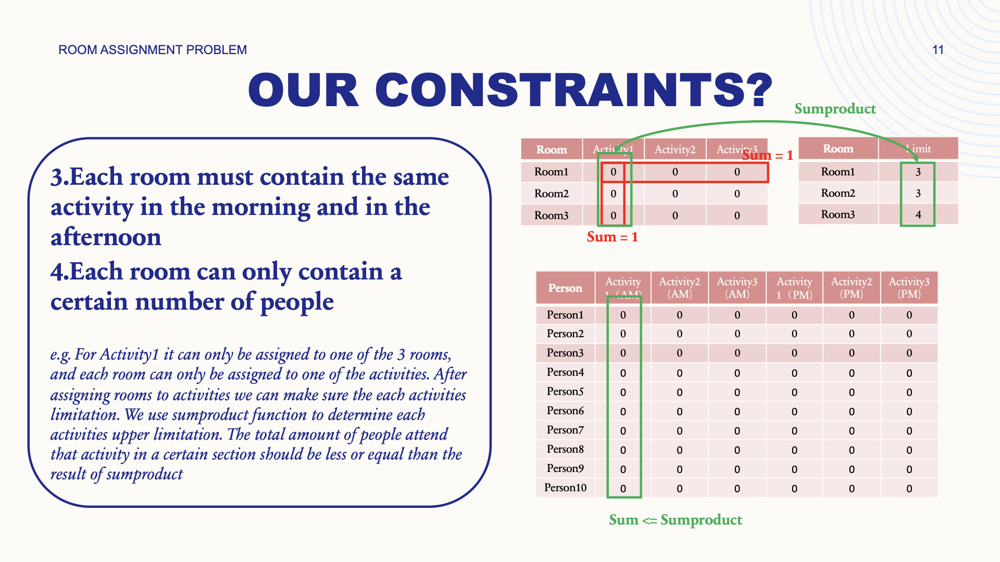 ROOM ASSIGNMENT PROBLEM
11
OUR CONSTRAINTS?
3.Each room must contain the same
activity in the morning and in the
afternoon
4.Each room can only contain a
certain number of people
e.g. For Activity1 it can only be assigned to one of the 3 rooms,
and each room can only be assigned to one of the activities. After
assigning rooms to activities we can make sure the each activities
limitation. We use sumproduct function to determine each
activities upper limitation. The total amount of people attend
that activity in a certain section should be less or equal than the
result of sumproduct
Sumproduct
Room Activity1 Activity2 Activity3
Sum = 1
Room1 0 0 0
Room2 0 0 0
Room3 0 0 0
Sum = 1
Room Limit
Room1 3
Room2 3
Room3 4
Person Activity 1（AM) Activity2 (AM) Activity3 (AM) Activity 1（PM) Activity2 (PM) Activity3 (PM)
Person1 0 0 0 0 0 0
Person2 0 0 0 0 0 0
Person3 0 0 0 0 0 0
Person4 0 0 0 0 0 0
Person5 0 0 0 0 0 0
Person6 0 0 0 0 0 0
Person7 0 0 0 0 0 0
Person8 0 0 0 0 0 0
Person9 0 0 0 0 0 0
Person10 0 0 0 0 0 0
Sum <= Sumproduct